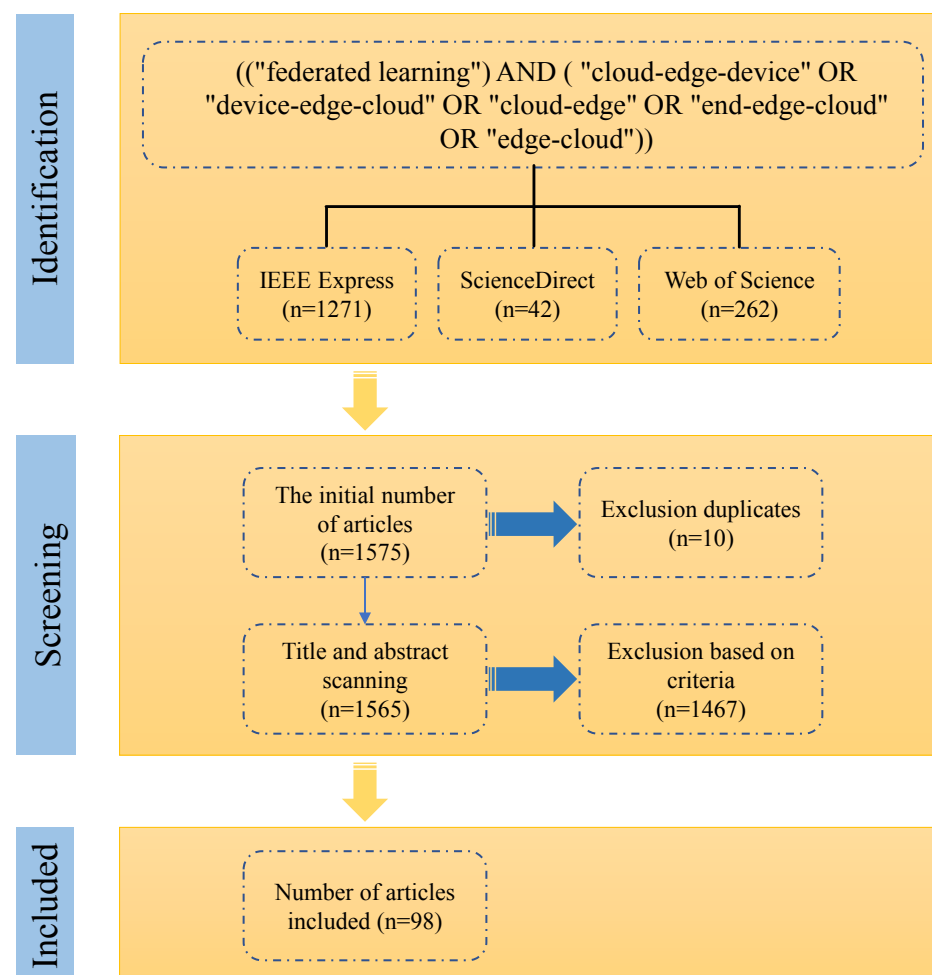 Identification
(("federated learning") AND ( "cloud-edge-device" OR
"device-edge-cloud" OR "cloud-edge" OR "end-edge-cloud"
OR "edge-cloud"))
IEEE Express
(n=1271)
ScienceDirect
(n=42)
Web of Science
(n=262)
Screening
The initial number
of articles
(n=1575)
Exclusion duplicates
(n=10)
Title and abstract
scanning
(n=1565)
Exclusion based on
criteria
(n=1467)
Included
Number of articles
included (n=98)